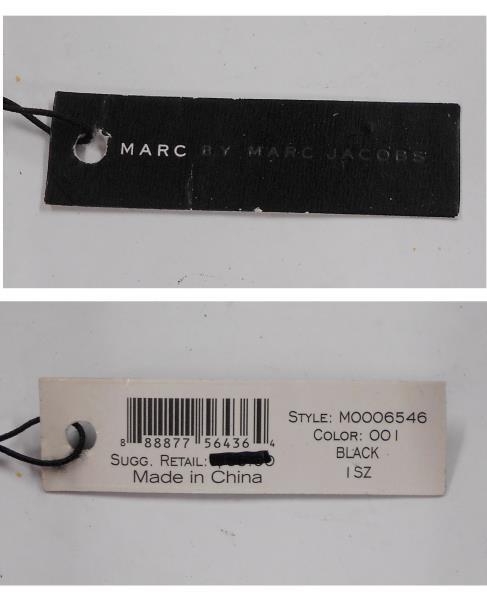 MARC BY MARC JACOBS
8 88877 56436 4
SUGG. RETAIL:
Made in China
STYLE: M0006546
COLOR: 001
BLACK
1 SZ